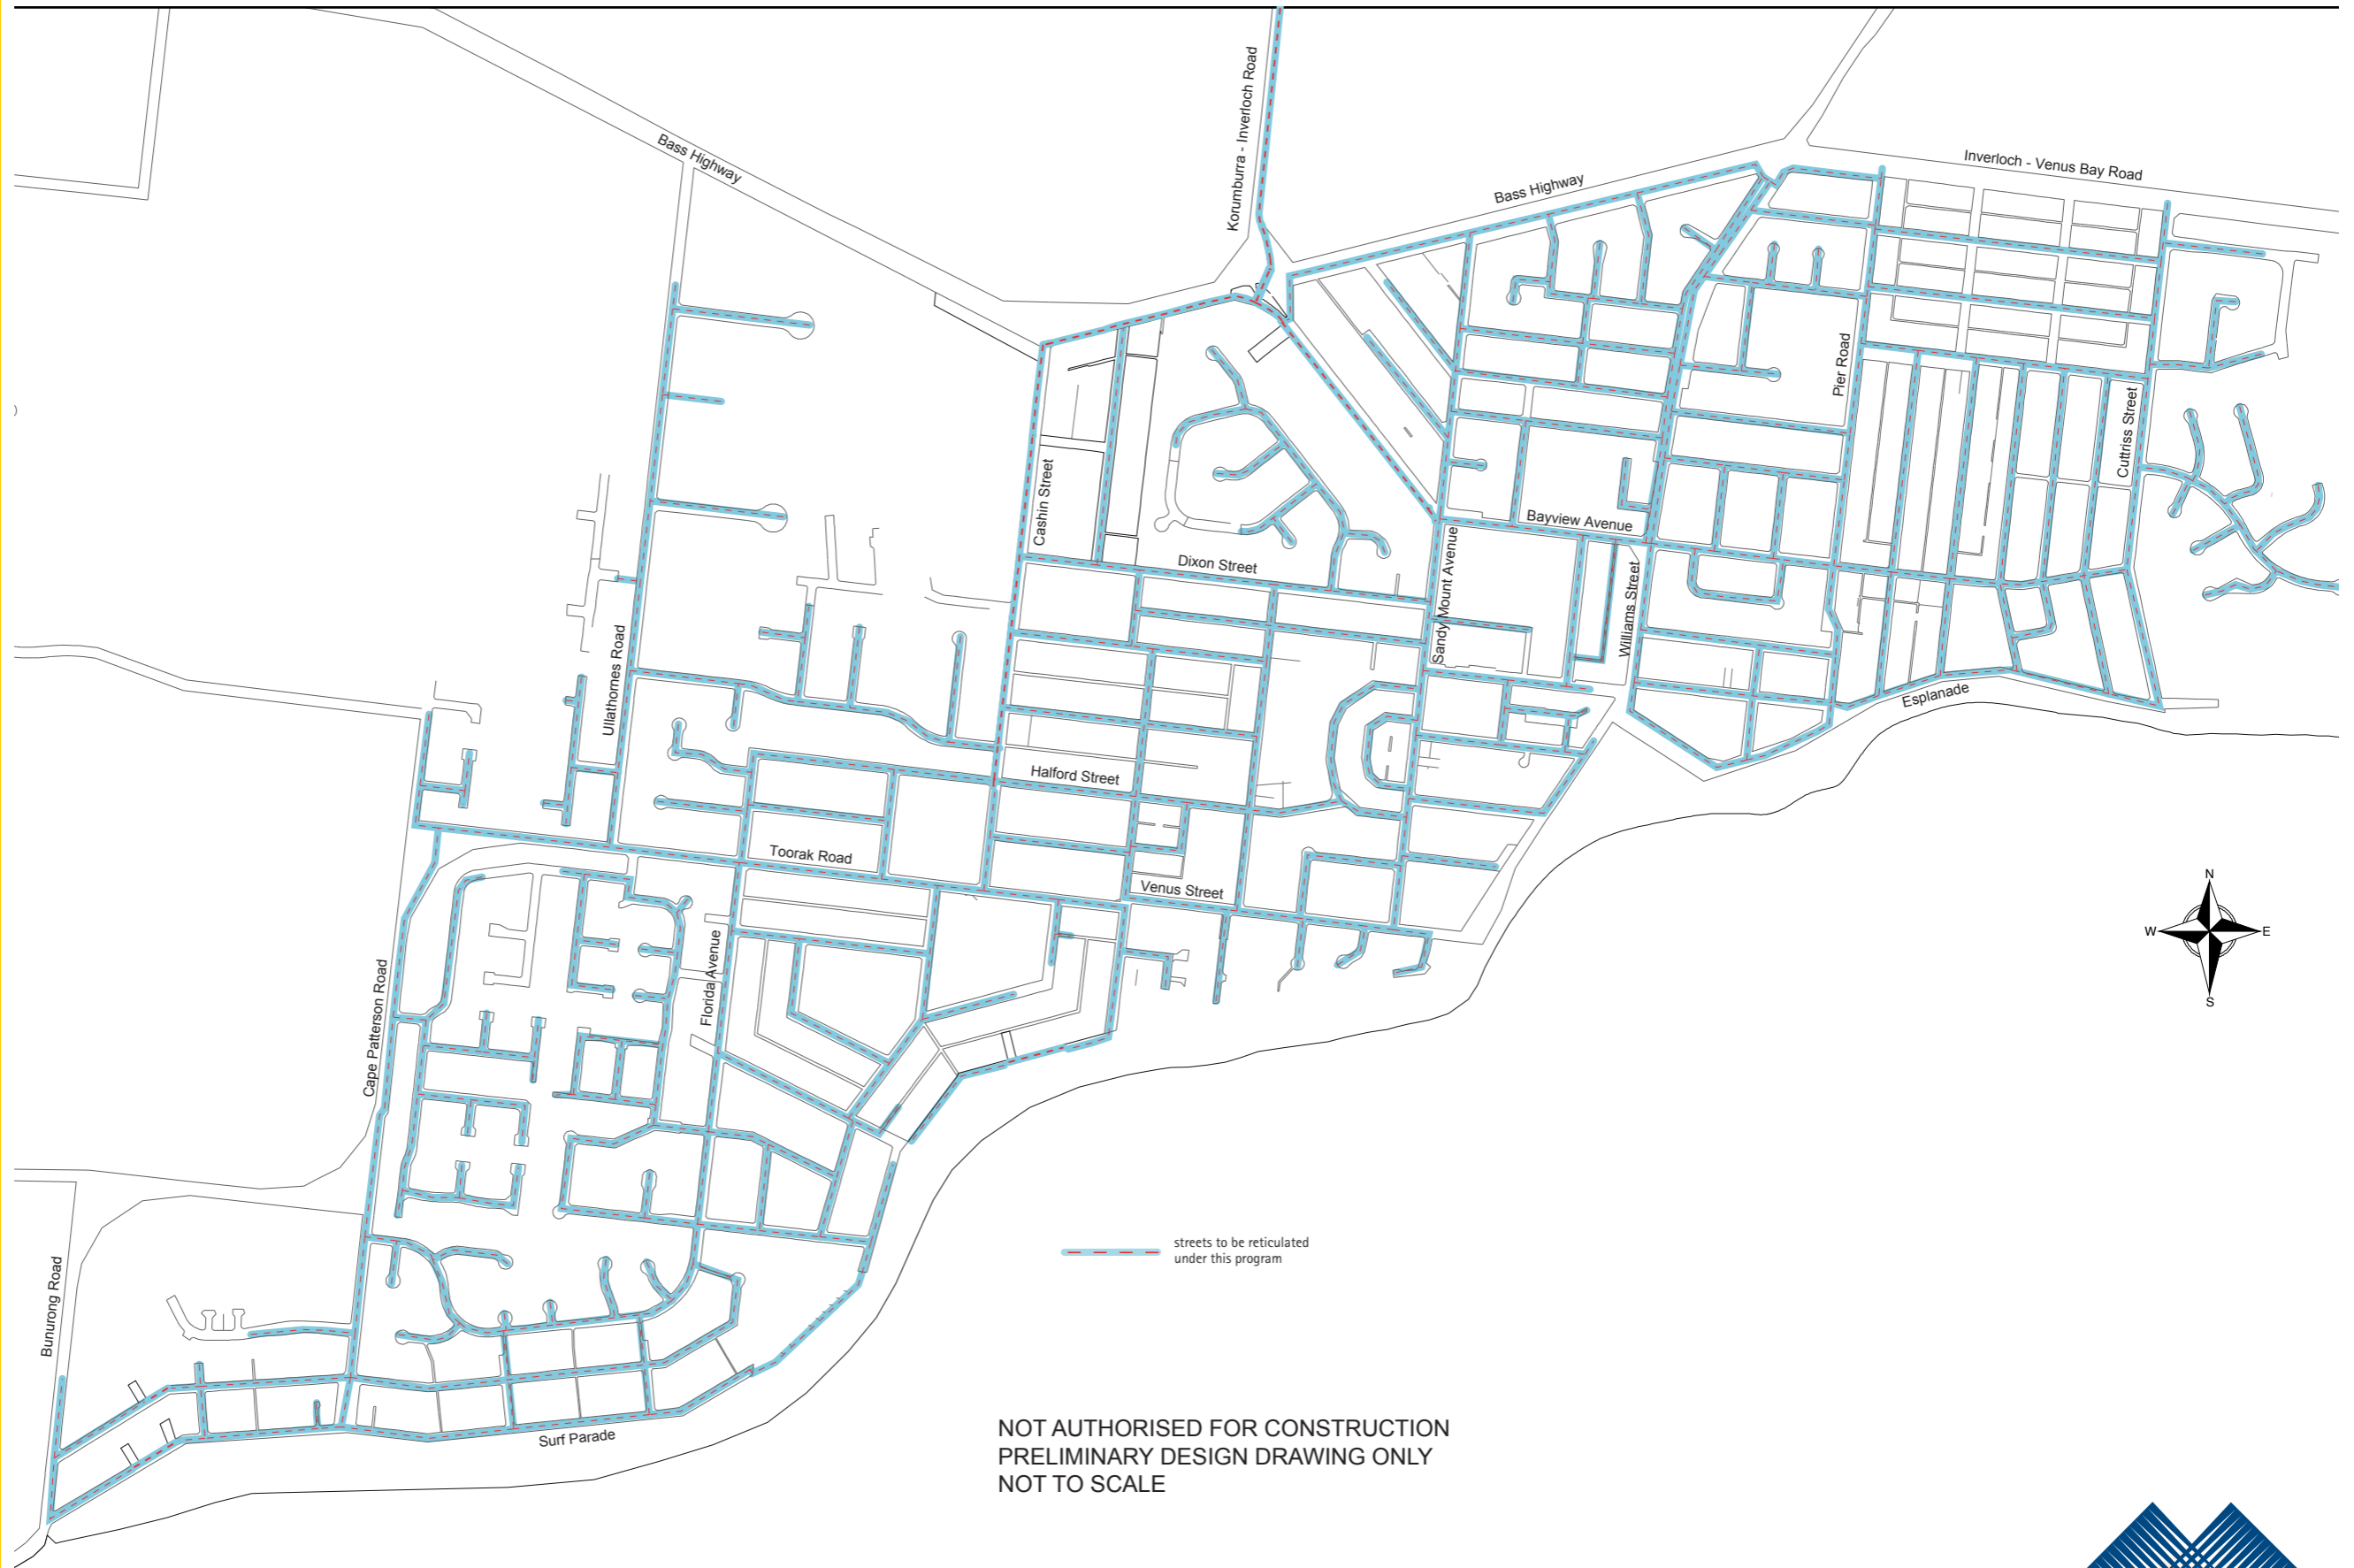 Korumburra - Inverloch Road
Bass Highway
Inverloch - Venus Bay Road
Bass Highway
Pier Road
Cuttriss Street
Cashin Street
Bayview Avenue
Dixon Street
Sandy Mount Avenue
Williams Street
Ullathornes Road
Esplanade
Halford Street
Toorak Road
Venus Street
N
W
E
S
Florida Avenue
Cape Patterson Road
streets to be reticulated
under this program
Bunurong Road
Surf Parade
NOT AUTHORISED FOR CONSTRUCTION
PRELIMINARY DESIGN DRAWING ONLY
NOT TO SCALE